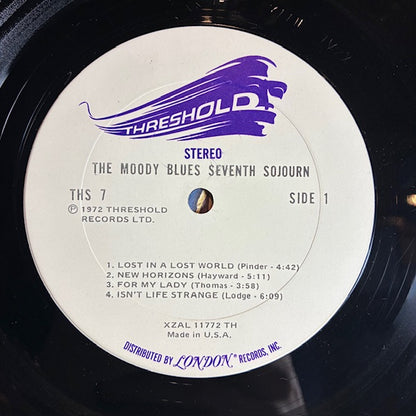 THRESHOLD
STEREO
THE MOODY BLUES SEVENTH SOJOURN
THS 7 SIDE 1
℗ 1972 THRESHOLD
RECORDS LTD.
1. LOST IN A LOST WORLD (Pinder - 4:42)
2. NEW HORIZONS (Hayward - 5:11)
3. FOR MY LADY (Thomas - 3:58)
4. ISN'T LIFE STRANGE (Lodge - 6:09)
XZAL 11772 TH
Made in U.S.A.
DISTRIBUTED BY LONDON® RECORDS, INC.